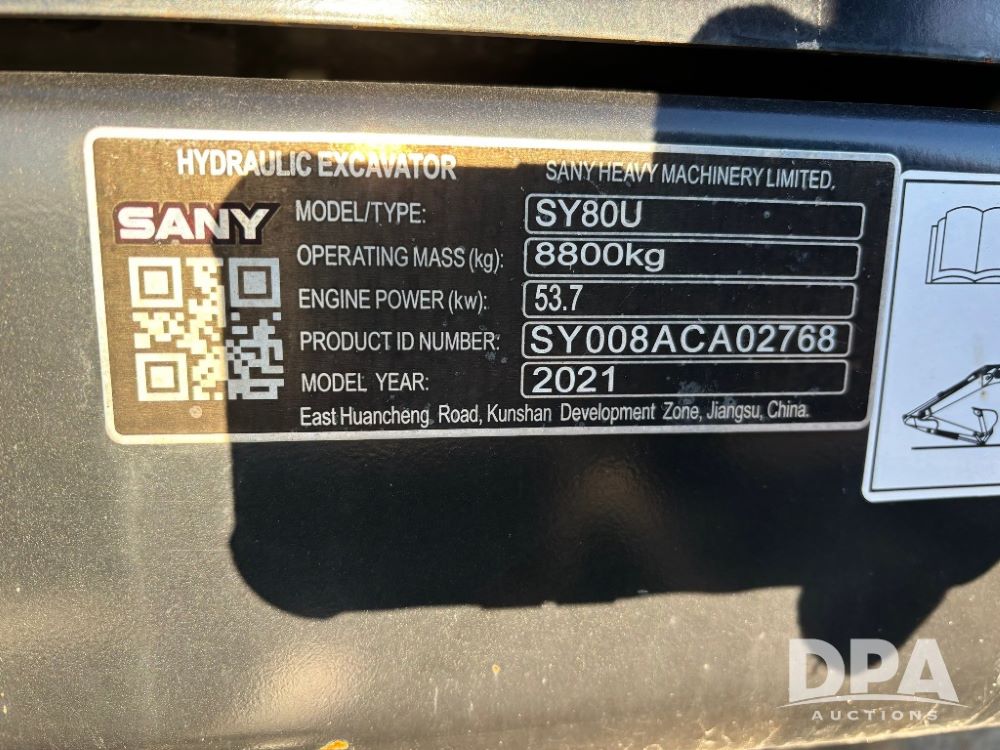 HYDRAULIC EXCAVATOR SANY HEAVY MACHINERY LIMITED.
SANY MODEL/TYPE: SY80U
OPERATING MASS (kg): 8800kg
ENGINE POWER (kw): 53.7
PRODUCT ID NUMBER: SY008ACA02768
MODEL YEAR: 2021
East Huancheng Road, Kunshan Development Zone, Jiangsu, China.
DPA
AUCTIONS